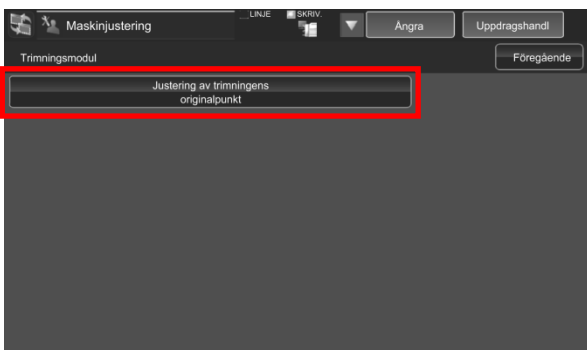 Maskinjustering
LINJE
SKRIV.
Ångra
Uppdragshandl
Trimningsmodul
Föregående
Justering av trimningens
originalpunkt